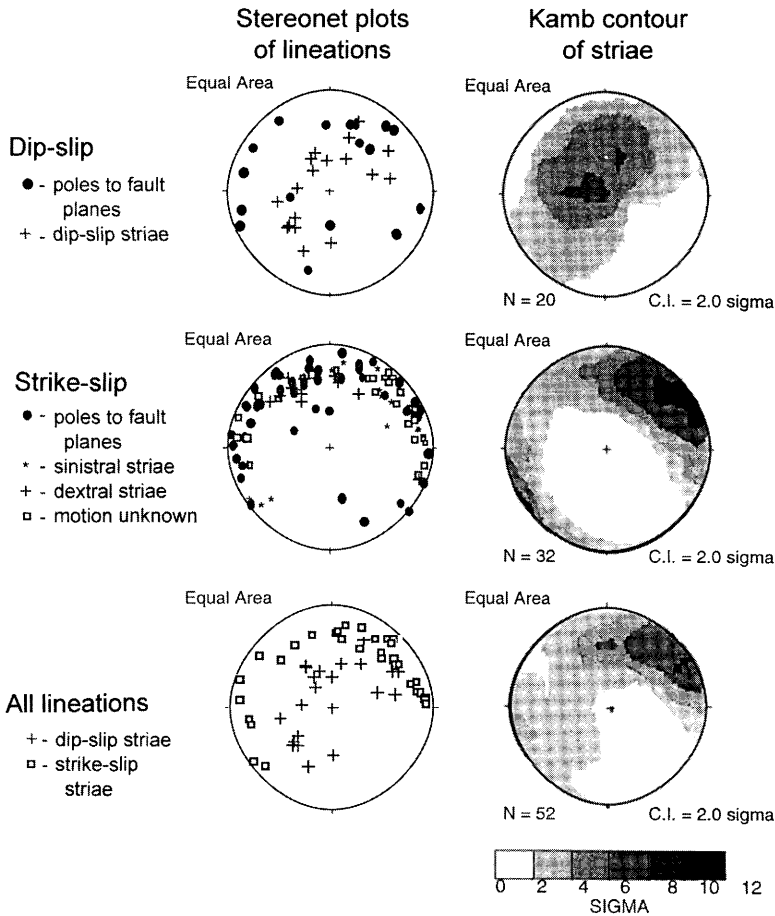 Stereonet plots
of lineations
Kamb contour
of striae
Equal Area
Equal Area
Dip-slip
- poles to fault
planes
+ - dip-slip striae
N = 20
C.I. = 2.0 sigma
Equal Area
Equal Area
Strike-slip
- poles to fault
planes
* - sinistral striae
+ - dextral striae
- motion unknown
N = 32
C.I. = 2.0 sigma
Equal Area
Equal Area
All lineations
+ - dip-slip striae
- strike-slip
striae
N = 52
C.I. = 2.0 sigma
0 2 4 6 8 10 12
SIGMA